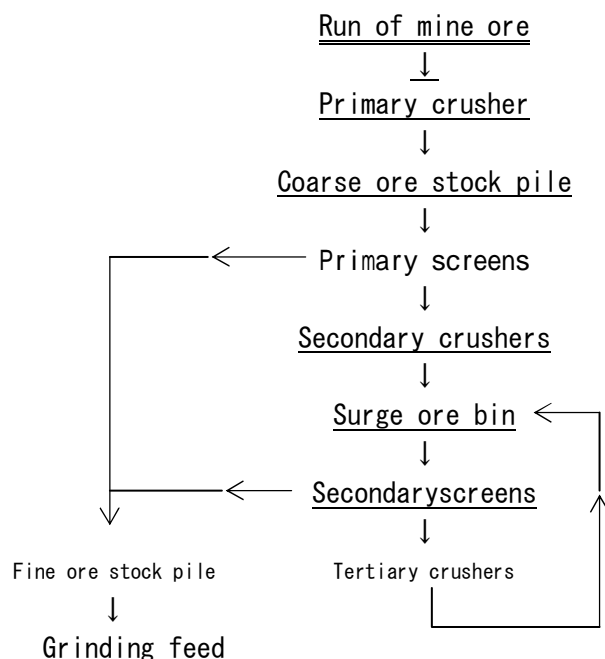 Run of mine ore
Primary crusher
Coarse ore stock pile
Primary screens
Secondary crushers
Surge ore bin
Secondaryscreens
Fine ore stock pile
Tertiary crushers
Grinding feed